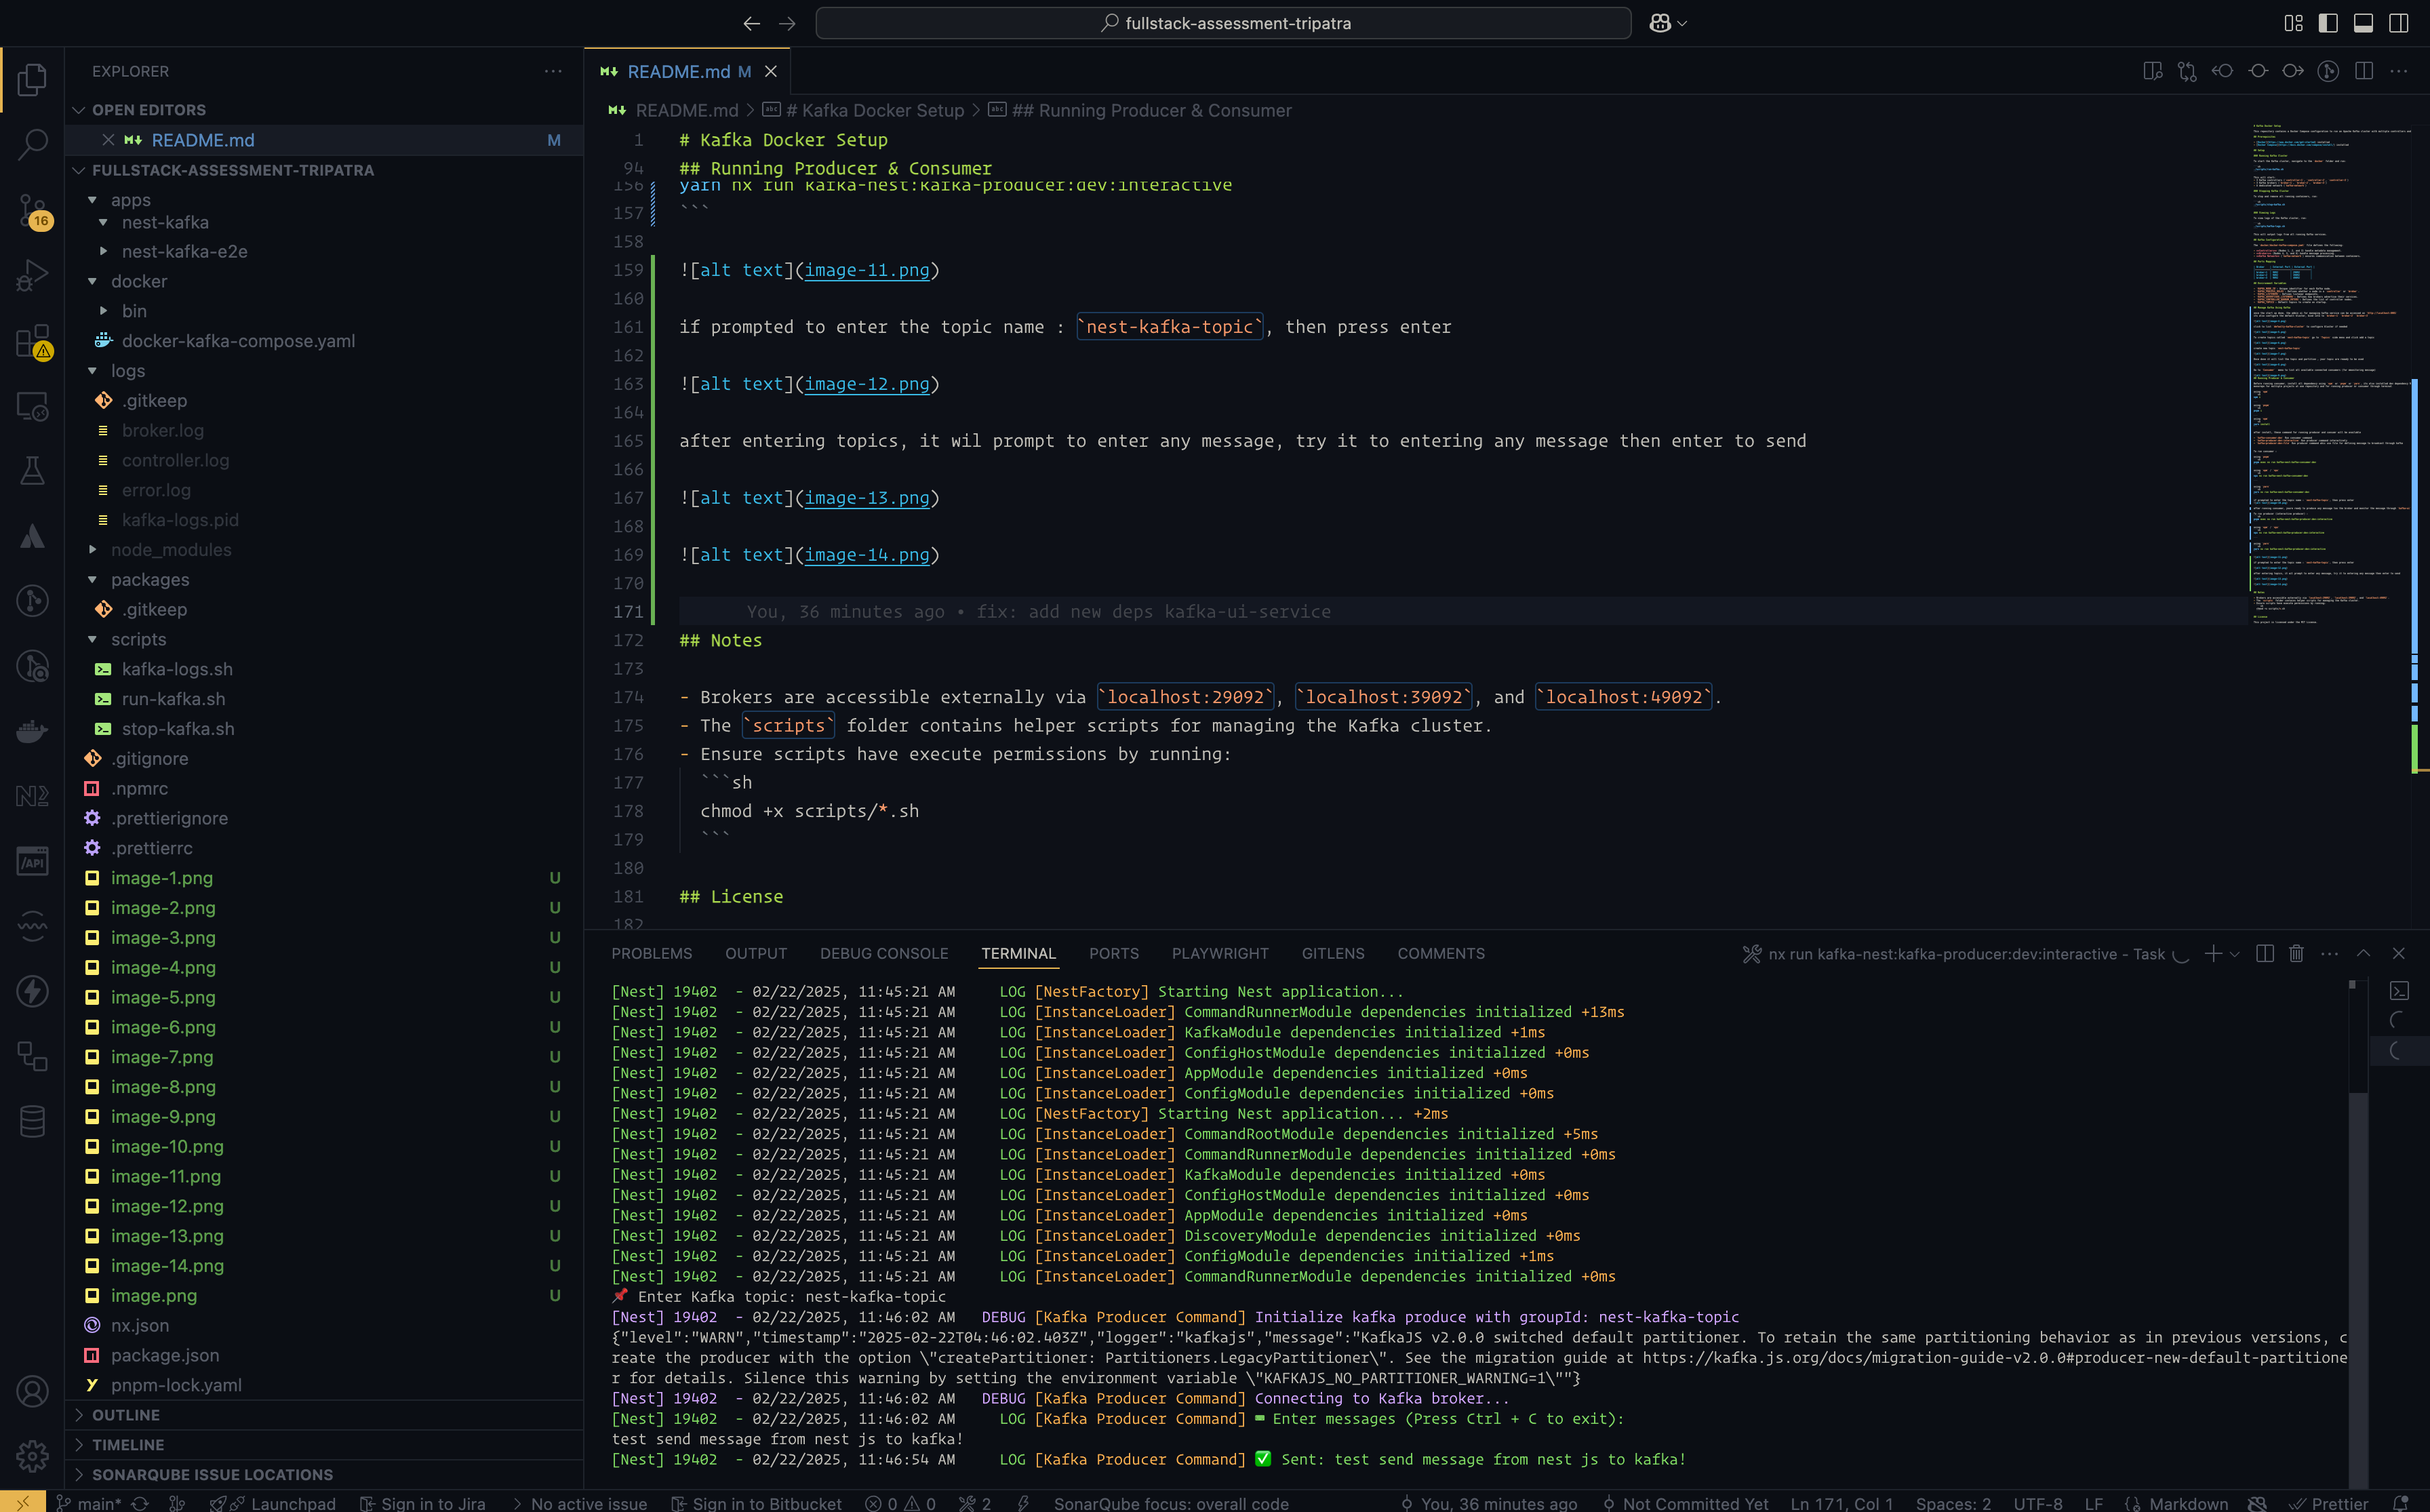 fullstack-assessment-tripatra
EXPLORER
OPEN EDITORS
README.md M
FULLSTACK-ASSESSMENT-TRIPATRA
apps
nest-kafka
nest-kafka-e2e
docker
bin
docker-kafka-compose.yaml
logs
.gitkeep
broker.log
controller.log
error.log
kafka-logs.pid
node_modules
packages
.gitkeep
scripts
kafka-logs.sh
run-kafka.sh
stop-kafka.sh
.gitignore
.npmrc
.prettierignore
.prettierrc
image-1.png U
image-2.png U
image-3.png U
image-4.png U
image-5.png U
image-6.png U
image-7.png U
image-8.png U
image-9.png U
image-10.png U
image-11.png U
image-12.png U
image-13.png U
image-14.png U
image.png U
nx.json
package.json
pnpm-lock.yaml
OUTLINE
TIMELINE
SONARQUBE ISSUE LOCATIONS
16
/API
README.md M
README.md > # Kafka Docker Setup > ## Running Producer & Consumer
1 # Kafka Docker Setup
94 ## Running Producer & Consumer
156 yarn nx run kafka-nest:kafka-producer:dev:interactive
157 ```
158
159 ![alt text](image-11.png)
160
161 if prompted to enter the topic name : `nest-kafka-topic`, then press enter
162
163 ![alt text](image-12.png)
164
165 after entering topics, it wil prompt to enter any message, try it to entering any message then enter to send
166
167 ![alt text](image-13.png)
168
169 ![alt text](image-14.png)
170
171 You, 36 minutes ago • fix: add new deps kafka-ui-service
172 ## Notes
173
174 - Brokers are accessible externally via `localhost:29092`, `localhost:39092`, and `localhost:49092`.
175 - The `scripts` folder contains helper scripts for managing the Kafka cluster.
176 - Ensure scripts have execute permissions by running:
177 ```sh
178 chmod +x scripts/*.sh
179 ```
180
181 ## License
182
PROBLEMS OUTPUT DEBUG CONSOLE TERMINAL PORTS PLAYWRIGHT GITLENS COMMENTS
nx run kafka-nest:kafka-producer:dev:interactive - Task
[Nest] 19402 - 02/22/2025, 11:45:21 AM LOG [NestFactory] Starting Nest application...
[Nest] 19402 - 02/22/2025, 11:45:21 AM LOG [InstanceLoader] CommandRunnerModule dependencies initialized +13ms
[Nest] 19402 - 02/22/2025, 11:45:21 AM LOG [InstanceLoader] KafkaModule dependencies initialized +1ms
[Nest] 19402 - 02/22/2025, 11:45:21 AM LOG [InstanceLoader] ConfigHostModule dependencies initialized +0ms
[Nest] 19402 - 02/22/2025, 11:45:21 AM LOG [InstanceLoader] AppModule dependencies initialized +0ms
[Nest] 19402 - 02/22/2025, 11:45:21 AM LOG [InstanceLoader] ConfigModule dependencies initialized +0ms
[Nest] 19402 - 02/22/2025, 11:45:21 AM LOG [NestFactory] Starting Nest application... +2ms
[Nest] 19402 - 02/22/2025, 11:45:21 AM LOG [InstanceLoader] CommandRootModule dependencies initialized +5ms
[Nest] 19402 - 02/22/2025, 11:45:21 AM LOG [InstanceLoader] CommandRunnerModule dependencies initialized +0ms
[Nest] 19402 - 02/22/2025, 11:45:21 AM LOG [InstanceLoader] KafkaModule dependencies initialized +0ms
[Nest] 19402 - 02/22/2025, 11:45:21 AM LOG [InstanceLoader] ConfigHostModule dependencies initialized +0ms
[Nest] 19402 - 02/22/2025, 11:45:21 AM LOG [InstanceLoader] AppModule dependencies initialized +0ms
[Nest] 19402 - 02/22/2025, 11:45:21 AM LOG [InstanceLoader] DiscoveryModule dependencies initialized +0ms
[Nest] 19402 - 02/22/2025, 11:45:21 AM LOG [InstanceLoader] ConfigModule dependencies initialized +1ms
[Nest] 19402 - 02/22/2025, 11:45:21 AM LOG [InstanceLoader] CommandRunnerModule dependencies initialized +0ms
📌 Enter Kafka topic: nest-kafka-topic
[Nest] 19402 - 02/22/2025, 11:46:02 AM DEBUG [Kafka Producer Command] Initialize kafka produce with groupId: nest-kafka-topic
{"level":"WARN","timestamp":"2025-02-22T04:46:02.403Z","logger":"kafkajs","message":"KafkaJS v2.0.0 switched default partitioner. To retain the same partitioning behavior as in previous versions, c
reate the producer with the option \"createPartitioner: Partitioners.LegacyPartitioner\". See the migration guide at https://kafka.js.org/docs/migration-guide-v2.0.0#producer-new-default-partitione
r for details. Silence this warning by setting the environment variable \"KAFKAJS_NO_PARTITIONER_WARNING=1\""}
[Nest] 19402 - 02/22/2025, 11:46:02 AM DEBUG [Kafka Producer Command] Connecting to Kafka broker...
[Nest] 19402 - 02/22/2025, 11:46:02 AM LOG [Kafka Producer Command] Enter messages (Press Ctrl + C to exit):
test send message from nest js to kafka!
[Nest] 19402 - 02/22/2025, 11:46:54 AM LOG [Kafka Producer Command] ✅ Sent: test send message from nest js to kafka!
main* Launchpad Sign in to Jira No active issue Sign in to Bitbucket 0 0 2 SonarQube focus: overall code You, 36 minutes ago Not Committed Yet Ln 171, Col 1 Spaces: 2 UTF-8 LF Markdown Prettier